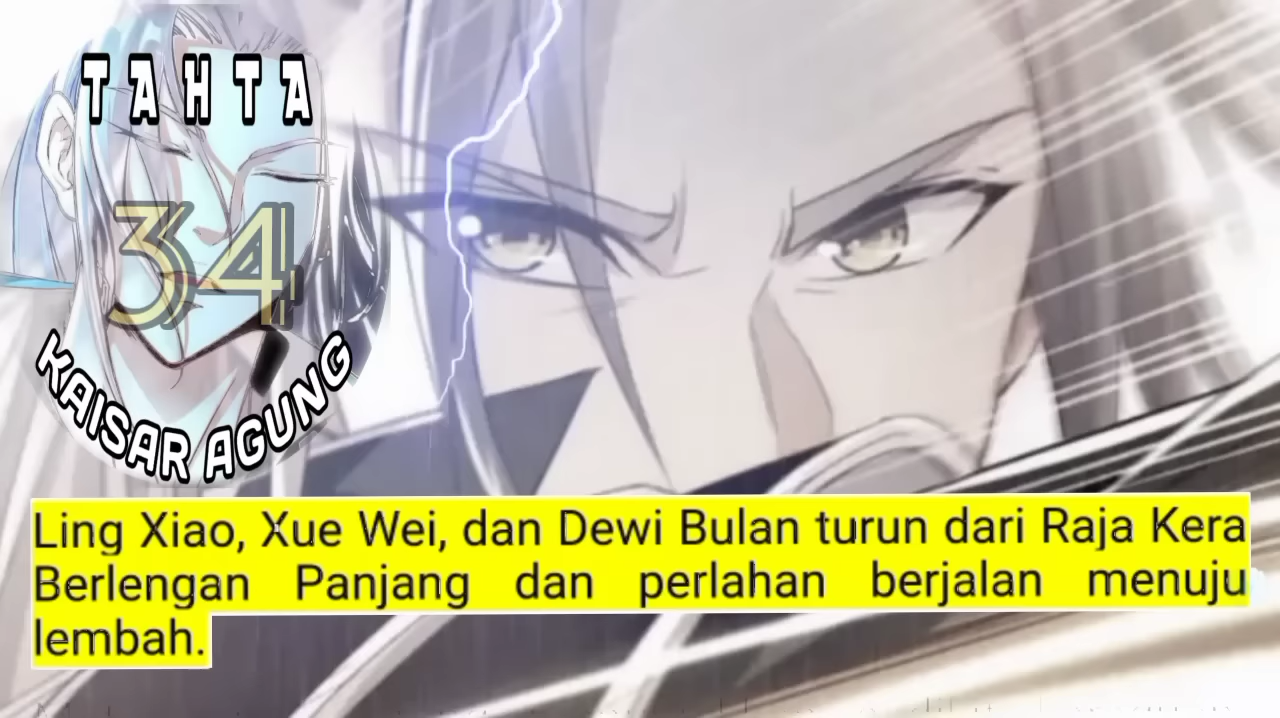 TAHTA
34
KAISAR AGUNG
Ling Xiao, Xue Wei, dan Dewi Bulan turun dari Raja Kera
Berlengan Panjang dan perlahan berjalan menuju
lembah.